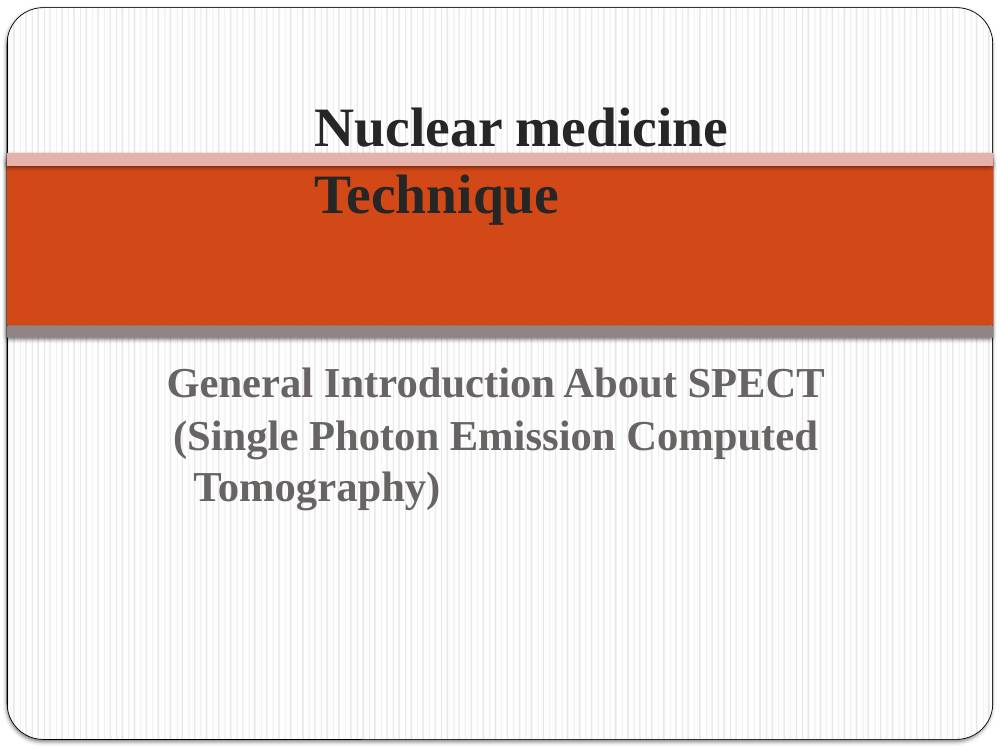 Nuclear medicine
Technique
General Introduction About SPECT
(Single Photon Emission Computed
Tomography)